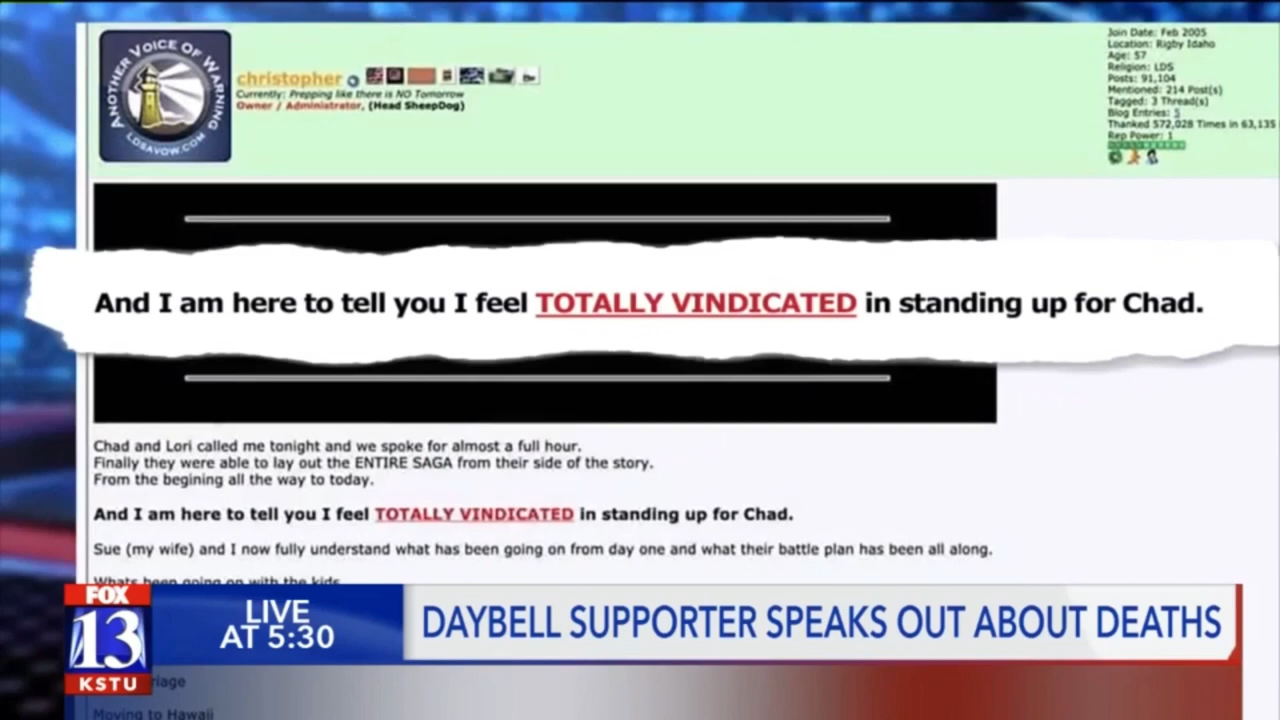 ANOTHER VOICE OF WARNING
LDSAVOW.COM
christopher
Currently: Prepping like there is NO Tomorrow
Owner / Administrator, (Head SheepDog)
Join Date: Feb 2005
Location: Rigby Idaho
Age: 57
Religion: LDS
Posts: 91,104
Mentioned: 214 Post(s)
Tagged: 3 Thread(s)
Blog Entries: 5
Thanked 572,028 Times in 63,135
Rep Power: 1
And I am here to tell you I feel TOTALLY VINDICATED in standing up for Chad.
Chad and Lori called me tonight and we spoke for almost a full hour.
Finally they were able to lay out the ENTIRE SAGA from their side of the story.
From the begining all the way to today.
And I am here to tell you I feel TOTALLY VINDICATED in standing up for Chad.
Sue (my wife) and I now fully understand what has been going on from day one and what their battle plan has been all along.
Whats been going on with the kids
FOX
13
KSTU
LIVE
AT 5:30
DAYBELL SUPPORTER SPEAKS OUT ABOUT DEATHS
riage
Moving to Hawaii